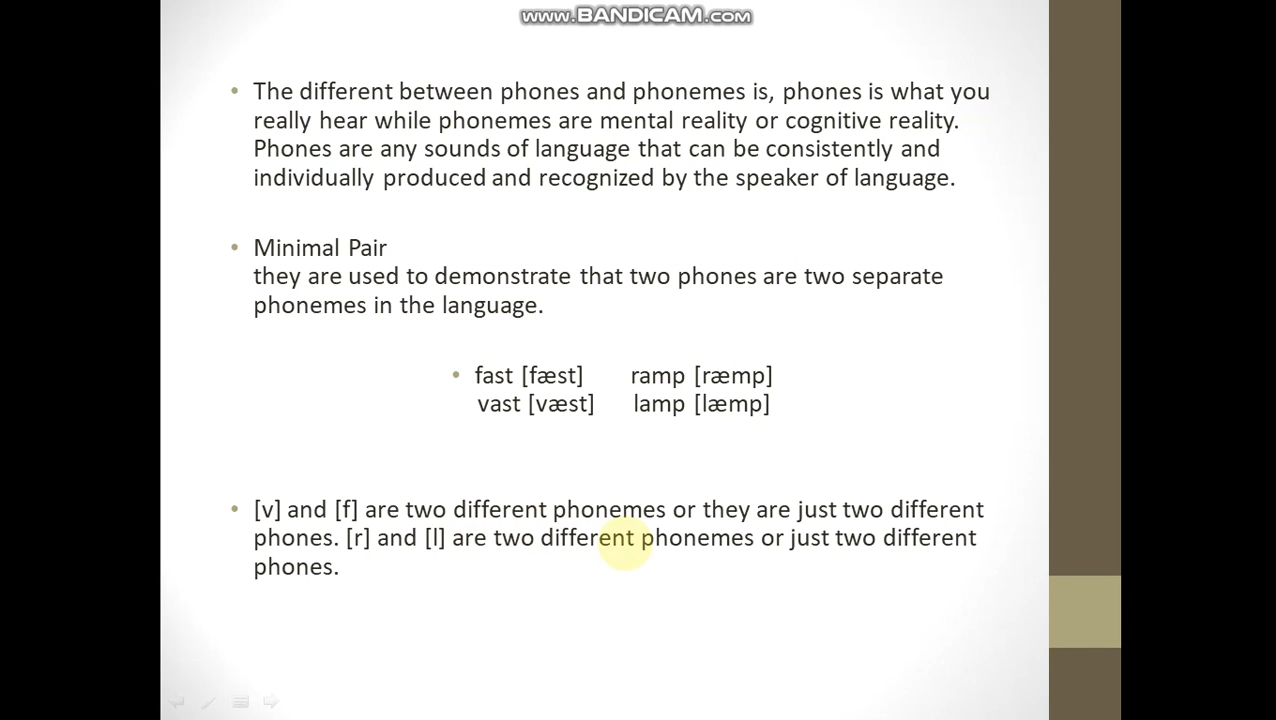 www.BANDICAM.com
• The different between phones and phonemes is, phones is what you
really hear while phonemes are mental reality or cognitive reality.
Phones are any sounds of language that can be consistently and
individually produced and recognized by the speaker of language.
• Minimal Pair
they are used to demonstrate that two phones are two separate
phonemes in the language.
• fast [fæst] ramp [ræmp]
vast [væst] lamp [læmp]
• [v] and [f] are two different phonemes or they are just two different
phones. [r] and [l] are two different phonemes or just two different
phones.